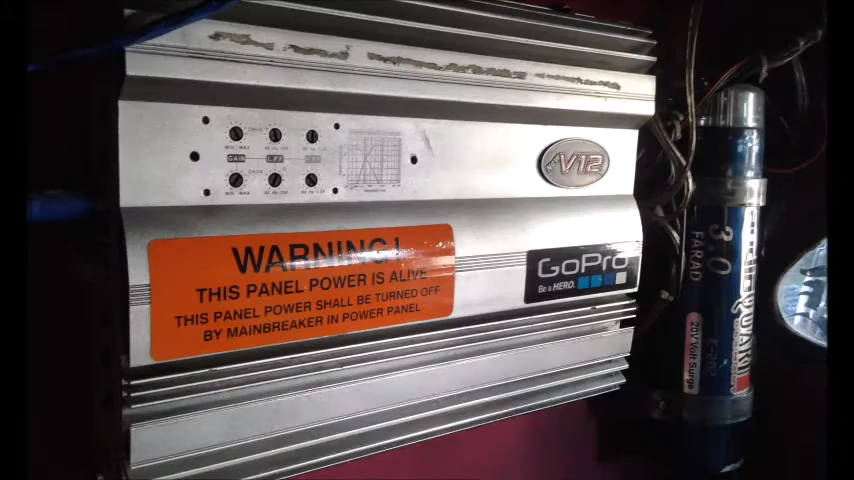 GAIN
L.P.F
MIN MAX
V12
WARNING!
THIS PANEL POWER IS ALIVE
THIS PANEL POWER SHALL BE TURNED OFF
BY MAINBREAKER IN POWER PANEL
GoPro
Be a HERO.
3.0
FARAD
20V Volt Surge